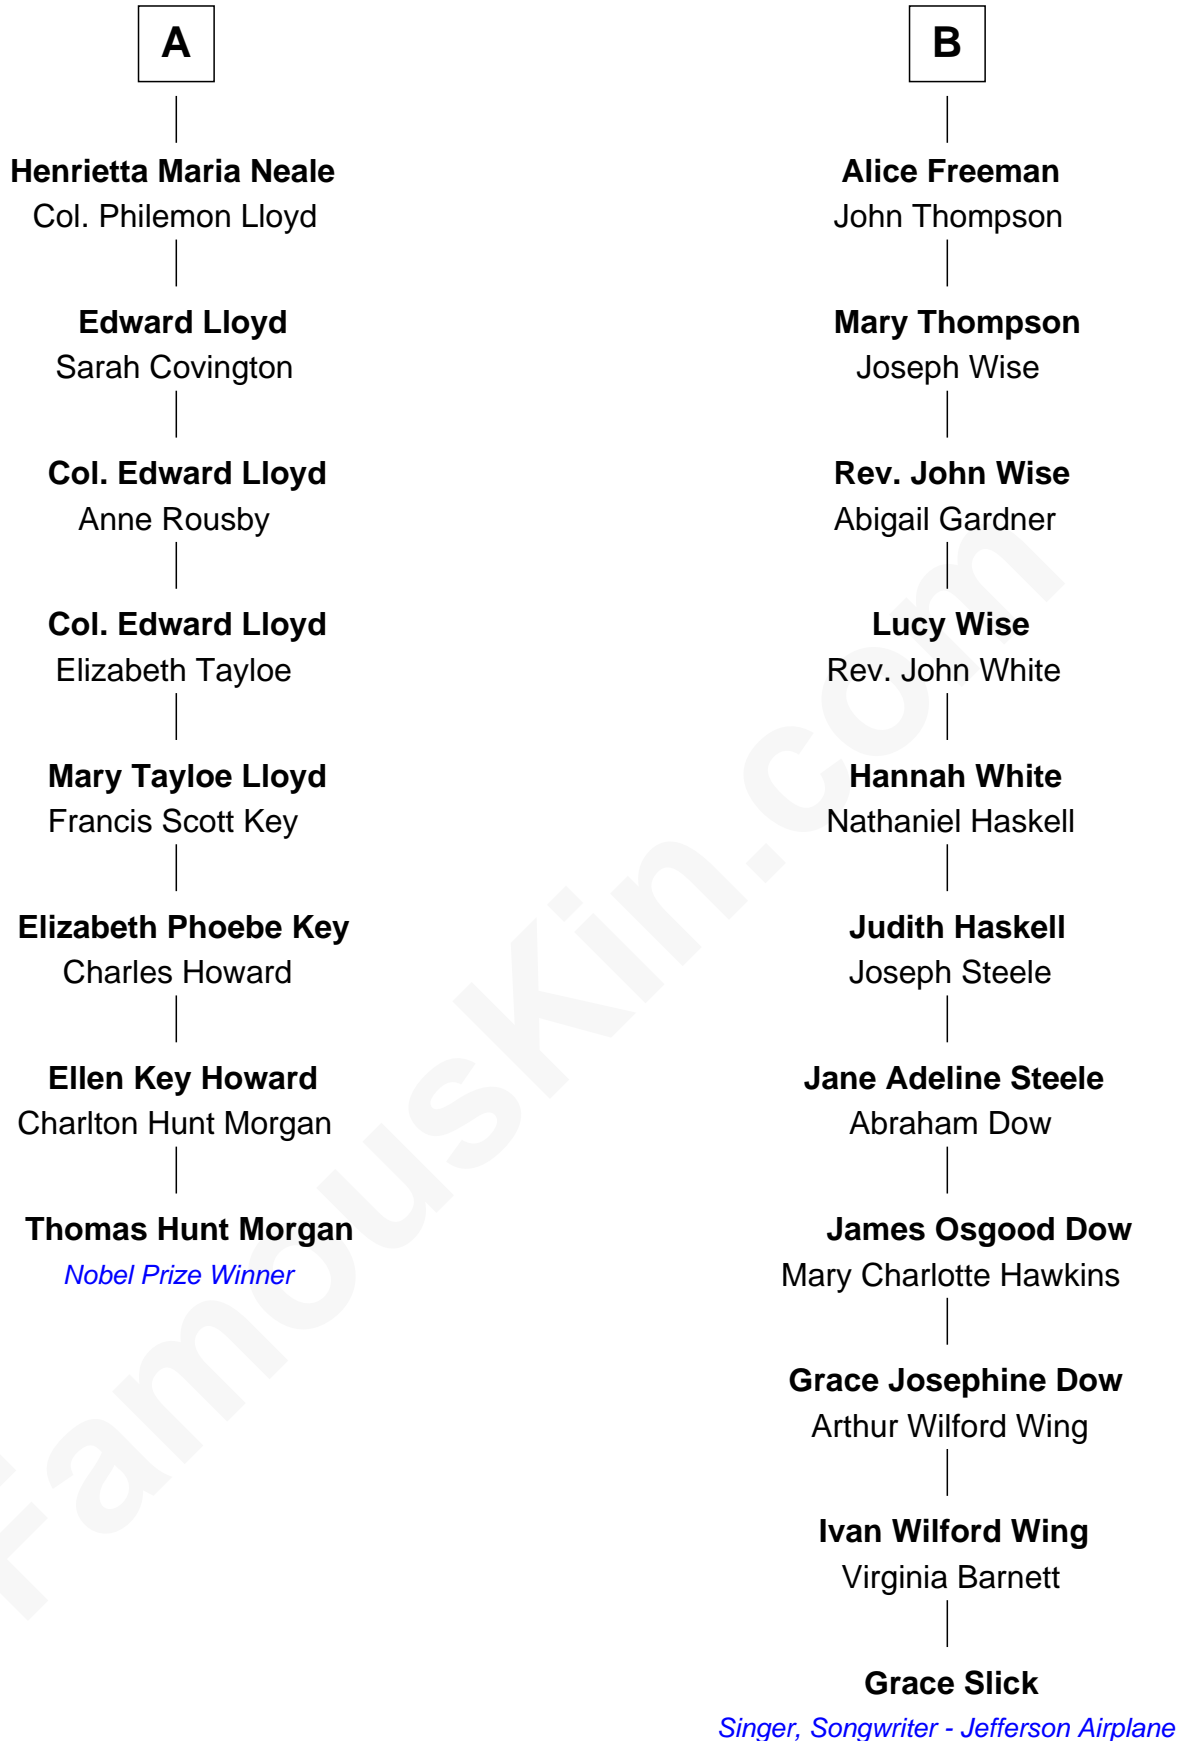 A
Henrietta Maria Neale
Col. Philemon Lloyd
Edward Lloyd
Sarah Covington
Col. Edward Lloyd
Anne Rousby
Col. Edward Lloyd
Elizabeth Tayloe
Mary Tayloe Lloyd
Francis Scott Key
Elizabeth Phoebe Key
Charles Howard
Ellen Key Howard
Charlton Hunt Morgan
Thomas Hunt Morgan
Nobel Prize Winner
B
Alice Freeman
John Thompson
Mary Thompson
Joseph Wise
Rev. John Wise
Abigail Gardner
Lucy Wise
Rev. John White
Hannah White
Nathaniel Haskell
Judith Haskell
Joseph Steele
Jane Adeline Steele
Abraham Dow
James Osgood Dow
Mary Charlotte Hawkins
Grace Josephine Dow
Arthur Wilford Wing
Ivan Wilford Wing
Virginia Barnett
Grace Slick
Singer, Songwriter - Jefferson Airplane
FamousKin.com